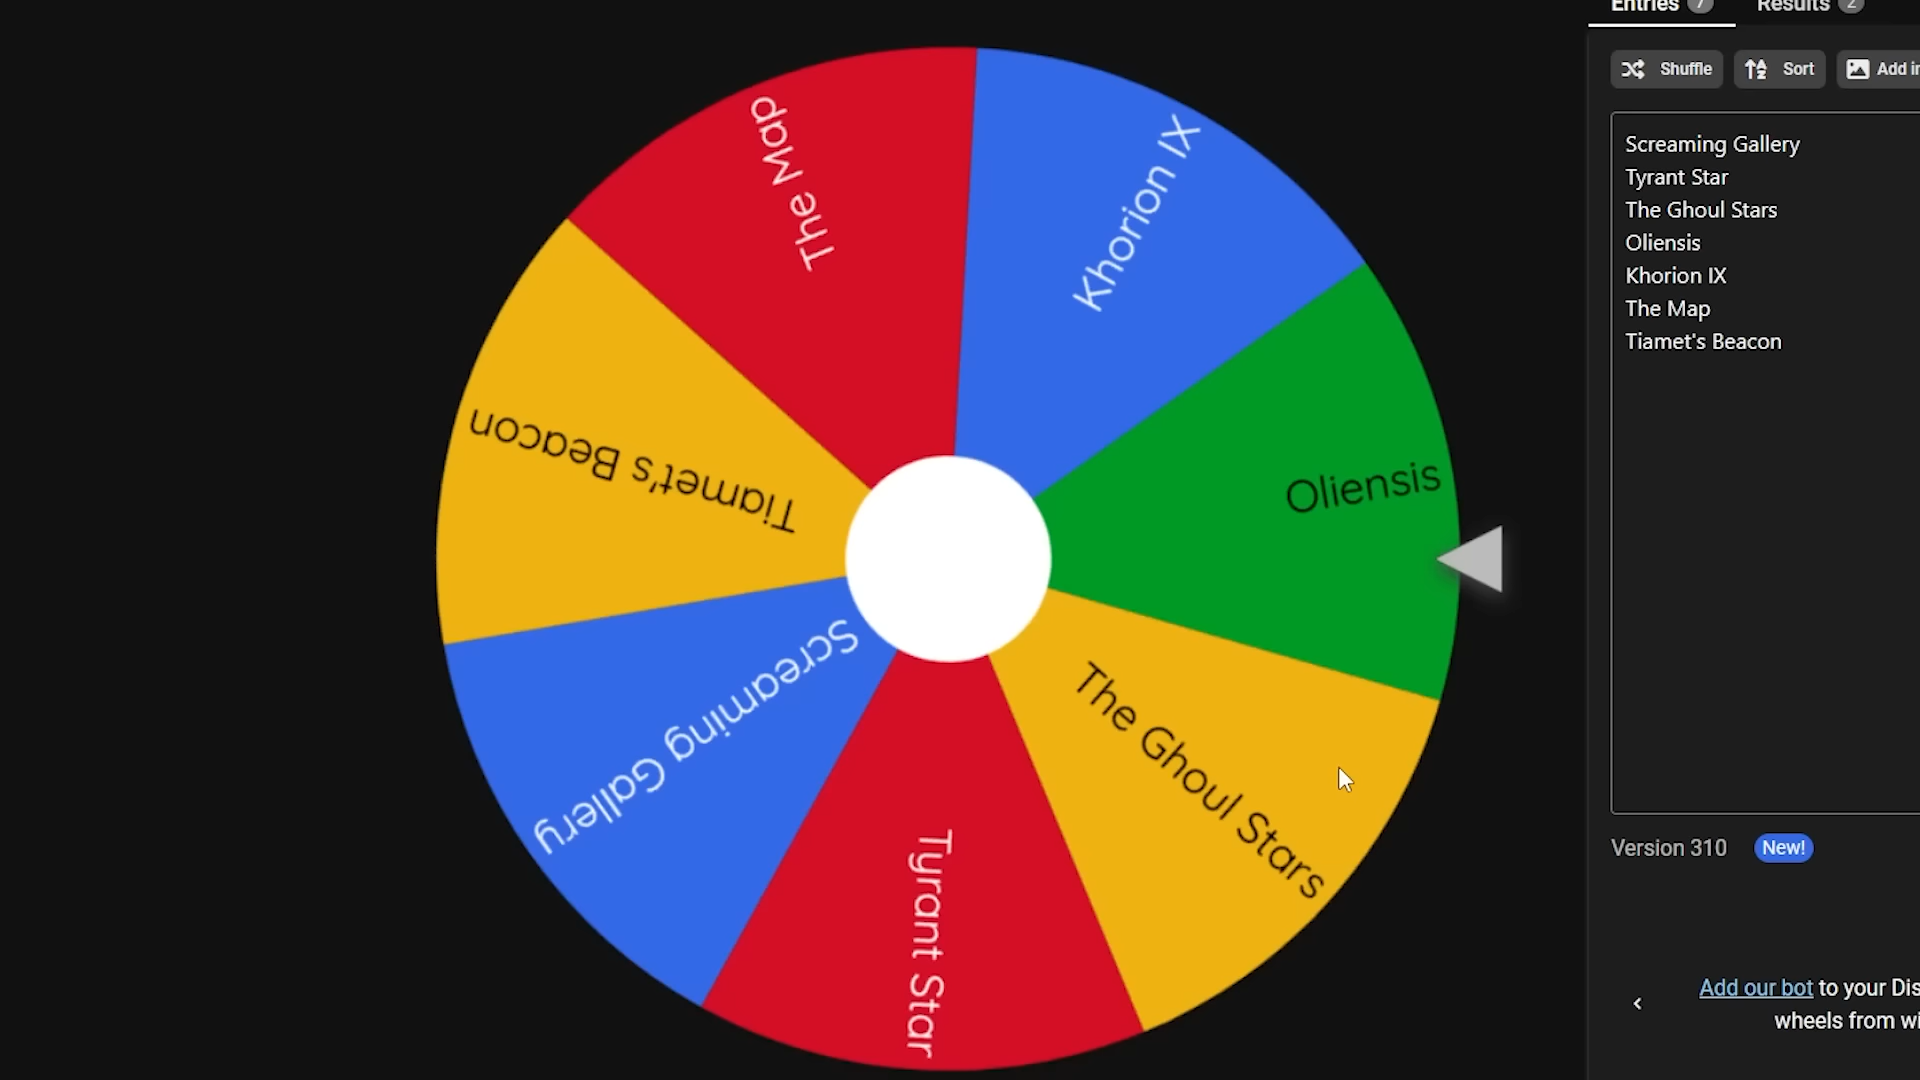 Entries 7
Results 2
Shuffle
Sort
Add i
The Map
Khorion IX
Oliensis
The Ghoul Stars
Tyrant Star
Screaming Gallery
Tiamet's Beacon
Screaming Gallery
Tyrant Star
The Ghoul Stars
Oliensis
Khorion IX
The Map
Tiamet's Beacon
Version 310 New!
Add our bot to your Dis
wheels from wi